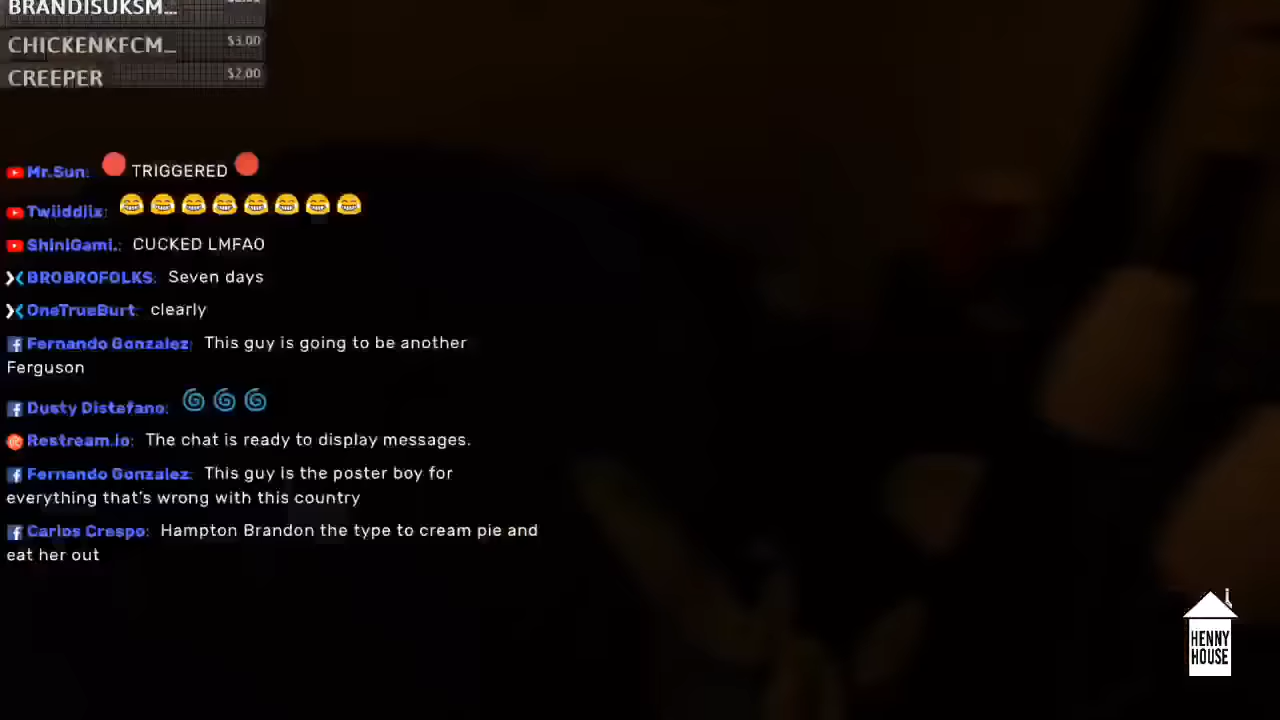 BRANDISUKSM...
CHICKENKFCM_ $3.00
CREEPER $2.00
Mr.Sun: 🔴 TRIGGERED 🔴
Twiiddlix: 😂😂😂😂😂😂😂😂
ShiniGami.: CUCKED LMFAO
BROBROFOLKS: Seven days
OneTrueBurt: clearly
Fernando Gonzalez: This guy is going to be another
Ferguson
Dusty Distefano: 🌀🌀🌀
Restream.io: The chat is ready to display messages.
Fernando Gonzalez: This guy is the poster boy for
everything that's wrong with this country
Carlos Crespo: Hampton Brandon the type to cream pie and
eat her out
HENNY
HOUSE